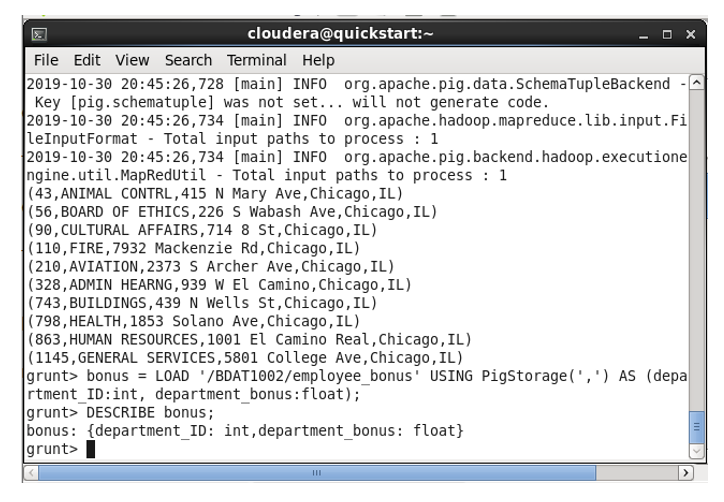 cloudera@quickstart:~
File Edit View Search Terminal Help
2019-10-30 20:45:26,728 [main] INFO  org.apache.pig.data.SchemaTupleBackend -
 Key [pig.schematuple] was not set... will not generate code.
2019-10-30 20:45:26,734 [main] INFO  org.apache.hadoop.mapreduce.lib.input.Fi
leInputFormat - Total input paths to process : 1
2019-10-30 20:45:26,734 [main] INFO  org.apache.pig.backend.hadoop.executione
ngine.util.MapRedUtil - Total input paths to process : 1
(43,ANIMAL CONTRL,415 N Mary Ave,Chicago,IL)
(56,BOARD OF ETHICS,226 S Wabash Ave,Chicago,IL)
(90,CULTURAL AFFAIRS,714 8 St,Chicago,IL)
(110,FIRE,7932 Mackenzie Rd,Chicago,IL)
(210,AVIATION,2373 S Archer Ave,Chicago,IL)
(328,ADMIN HEARNG,939 W El Camino,Chicago,IL)
(743,BUILDINGS,439 N Wells St,Chicago,IL)
(798,HEALTH,1853 Solano Ave,Chicago,IL)
(863,HUMAN RESOURCES,1001 El Camino Real,Chicago,IL)
(1145,GENERAL SERVICES,5801 College Ave,Chicago,IL)
grunt> bonus = LOAD '/BDAT1002/employee_bonus' USING PigStorage(',') AS (depa
rtment_ID:int, department_bonus:float);
grunt> DESCRIBE bonus;
bonus: {department_ID: int,department_bonus: float}
grunt>